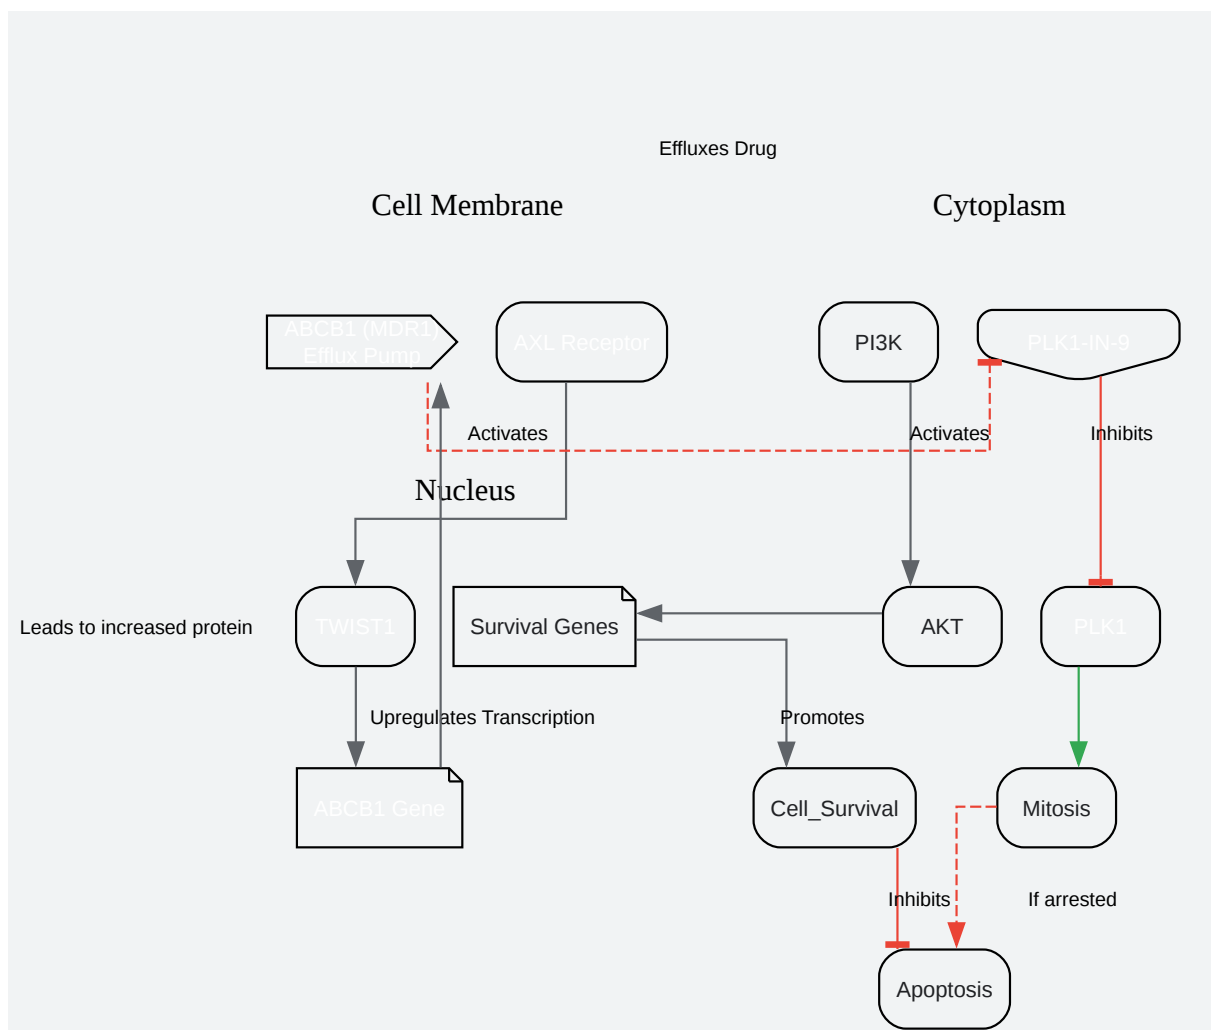 Effluxes Drug
Cell Membrane
Cytoplasm
ABCB1 (MDR1)
Efflux Pump
AXL Receptor
PI3K
PLK1-IN-9
Activates
Activates
Inhibits
Nucleus
Leads to increased protein
TWIST1
Survival Genes
AKT
PLK1
Upregulates Transcription
Promotes
ABCB1 Gene
Cell_Survival
Mitosis
Inhibits
If arrested
Apoptosis